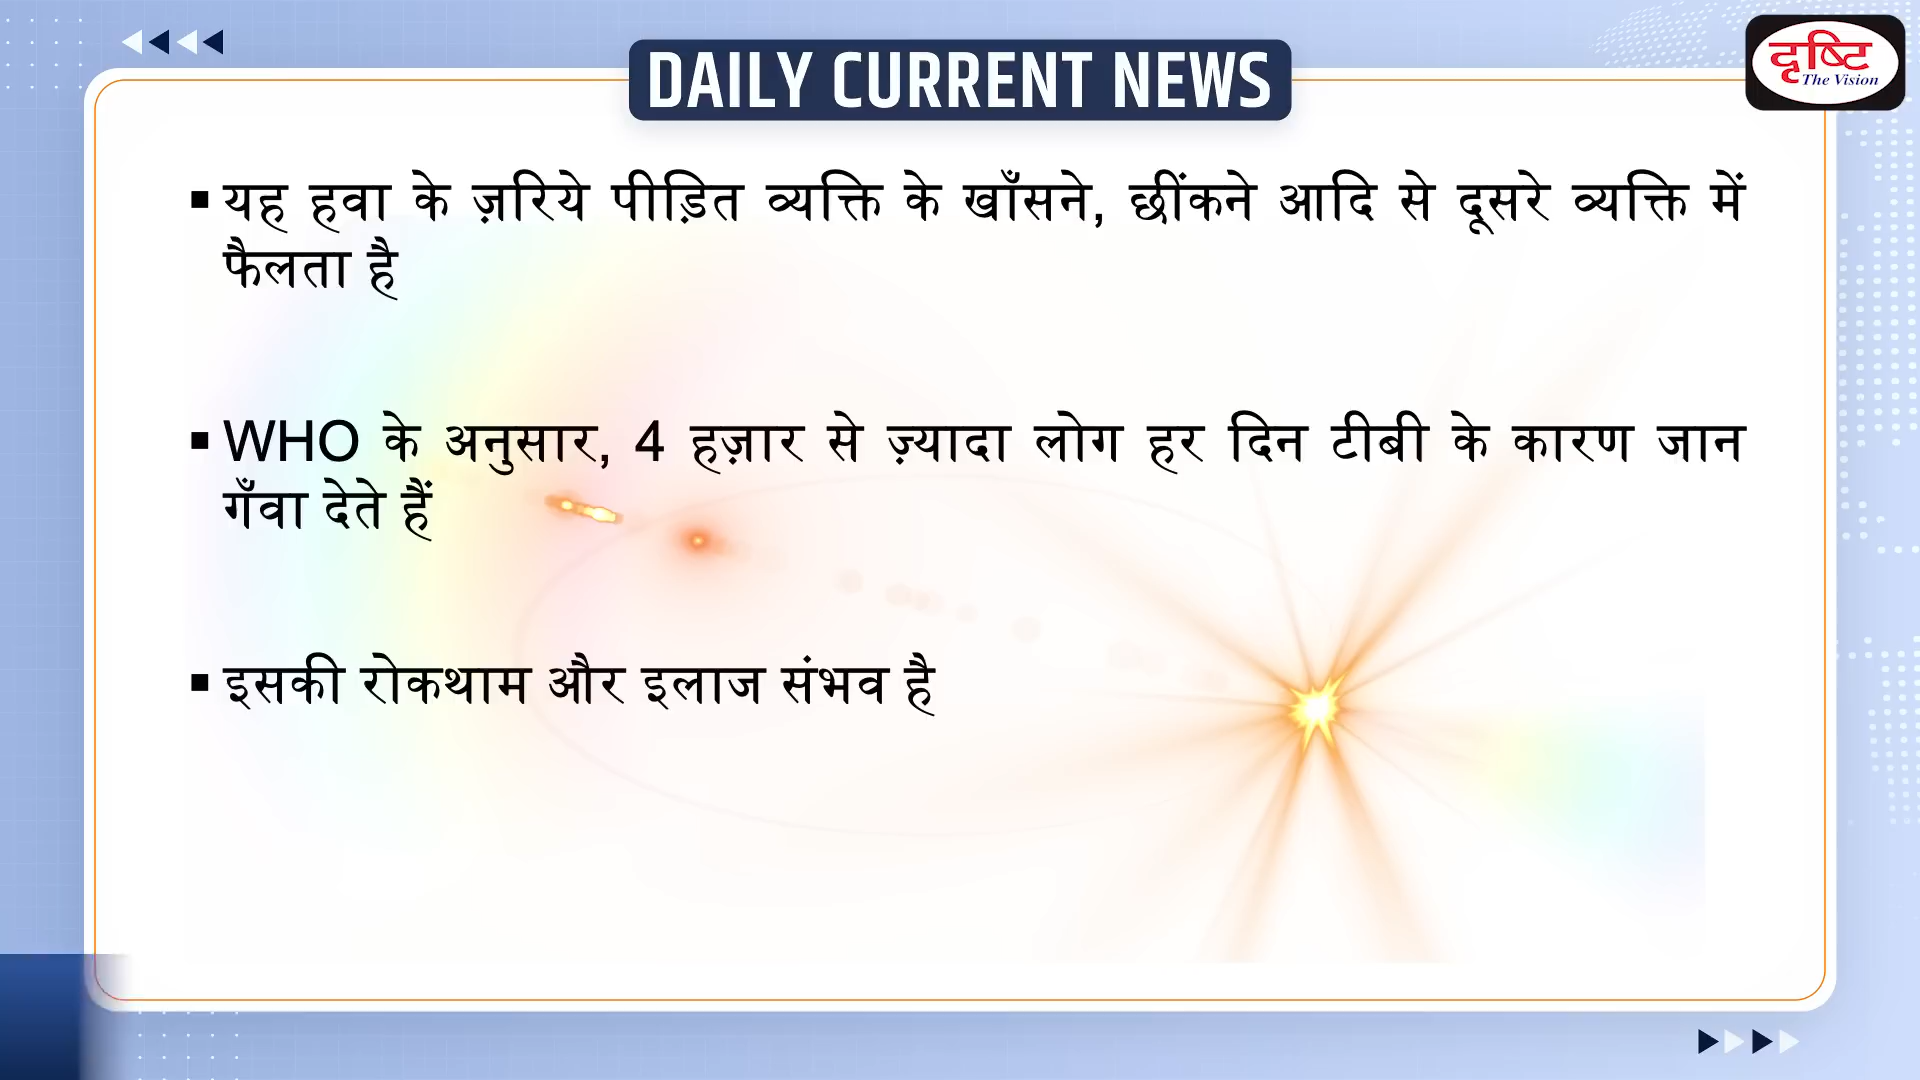 DAILY CURRENT NEWS
दृष्टि
The Vision
▪ यह हवा के ज़रिये पीड़ित व्यक्ति के खाँसने, छींकने आदि से दूसरे व्यक्ति में
फैलता है
▪ WHO के अनुसार, 4 हज़ार से ज़्यादा लोग हर दिन टीबी के कारण जान
गँवा देते हैं
▪ इसकी रोकथाम और इलाज संभव है